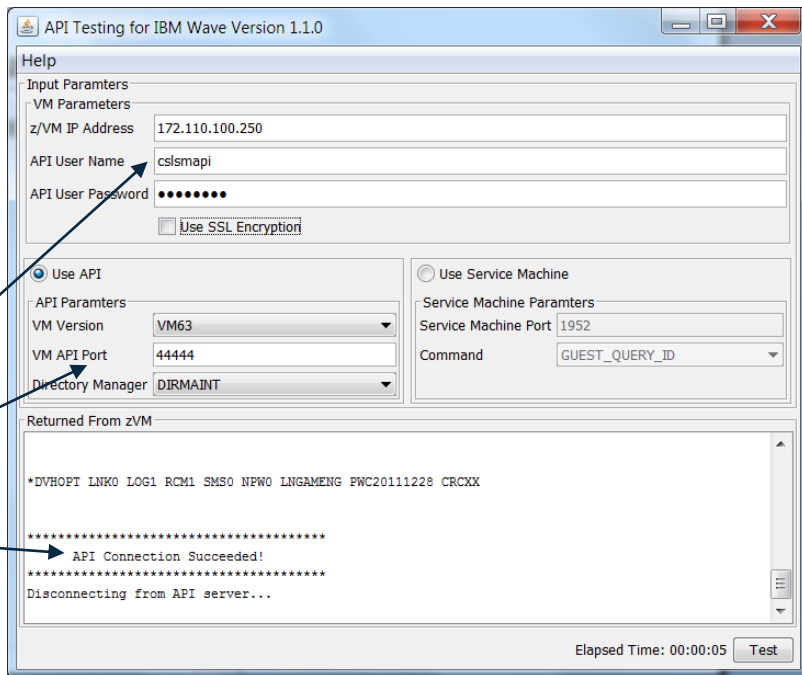 API Testing for IBM Wave Version 1.1.0
Help
Input Paramters
VM Parameters
z/VM IP Address 172.110.100.250
API User Name cslsmapi
API User Password ●●●●●●●●
Use SSL Encryption
Use API Use Service Machine
API Paramters Service Machine Paramters
VM Version VM63 Service Machine Port 1952
VM API Port 44444 Command GUEST_QUERY_ID
Directory Manager DIRMAINT
Returned From zVM
*DVHOPT LNK0 LOG1 RCM1 SMS0 NPW0 LNGAMENG PWC20111228 CRCXX
***************************************
API Connection Succeeded!
***************************************
Disconnecting from API server...
Elapsed Time: 00:00:05 Test